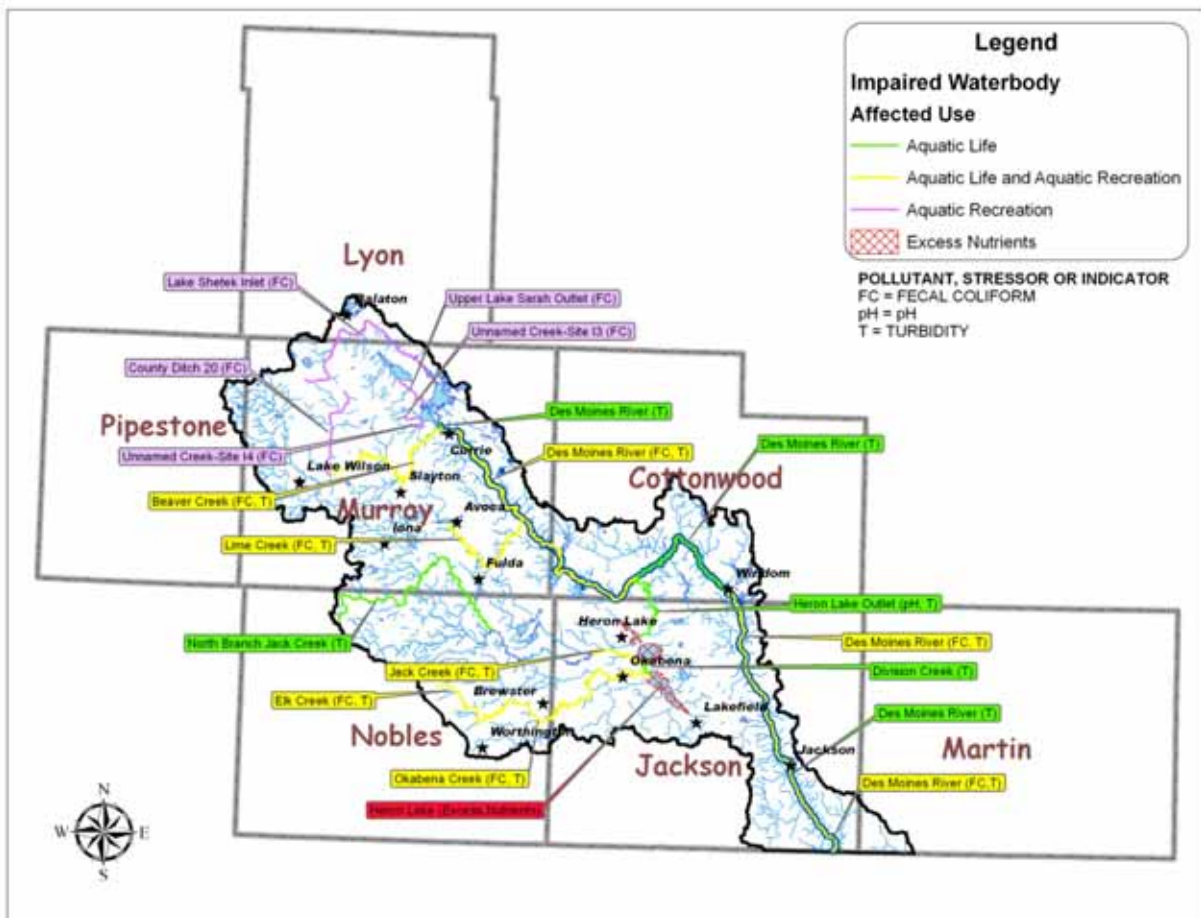 Legend
Impaired Waterbody
Affected Use
Aquatic Life
Aquatic Life and Aquatic Recreation
Aquatic Recreation
Excess Nutrients
POLLUTANT, STRESSOR OR INDICATOR
FC = FECAL COLIFORM
pH = pH
T = TURBIDITY
Lyon
Lake Shetek Inlet (FC)
Balaton
Upper Lake Sarah Outlet (FC)
Unnamed Creek-Site I3 (FC)
County Ditch 20 (FC)
Pipestone
Des Moines River (T)
Des Moines River (T)
Unnamed Creek-Site I4 (FC)
Currie
Des Moines River (FC, T)
Lake Wilson
Slayton
Cottonwood
Beaver Creek (FC, T)
Murray
Avoca
Iona
Lime Creek (FC, T)
Fulda
Windom
Heron Lake Outlet (pH, T)
Heron Lake
North Branch Jack Creek (T)
Des Moines River (FC, T)
Jack Creek (FC, T)
Okabena
Division Creek (T)
Elk Creek (FC, T)
Brewster
Lakefield
Des Moines River (T)
Nobles
Worthington
Jackson
Jackson
Martin
Okabena Creek (FC, T)
Des Moines River (FC,T)
Heron Lake (Excess Nutrients)
N
W
E
S